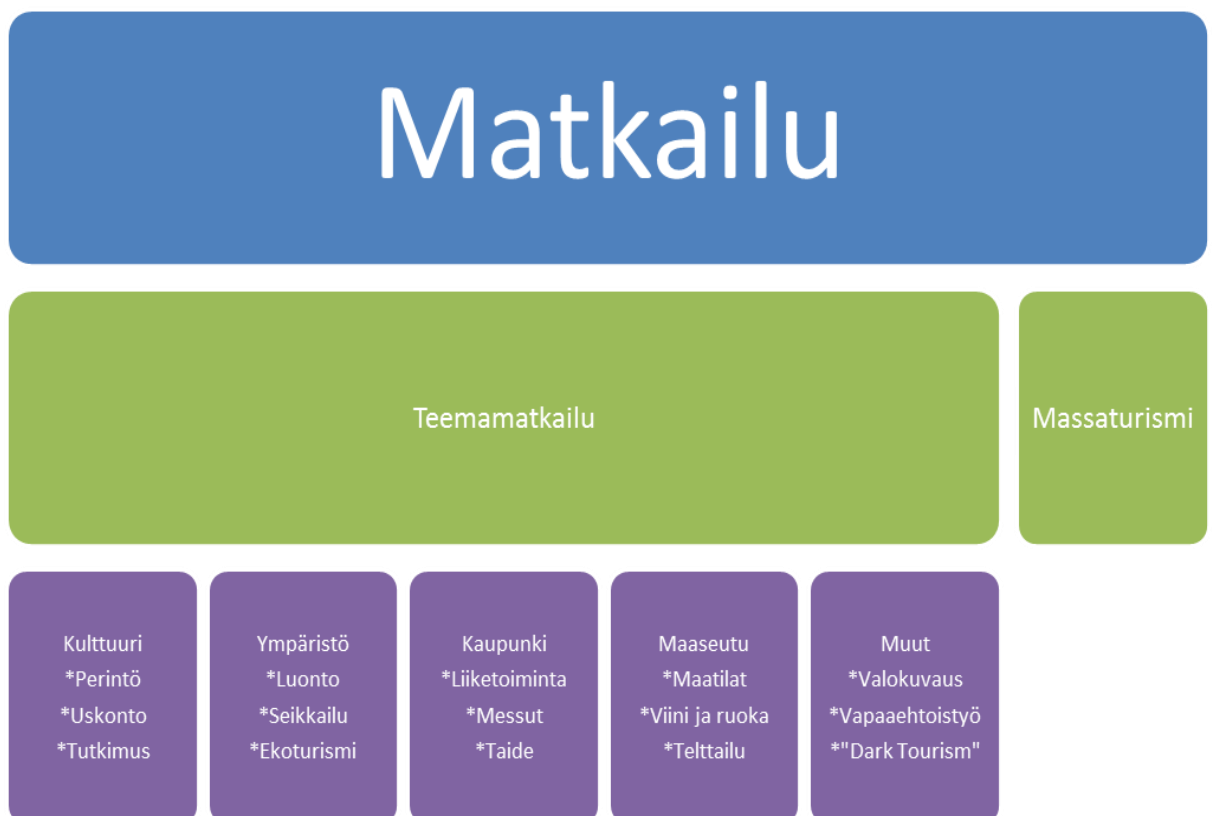 Matkailu
Teemamatkailu
Massaturismi
Kulttuuri
*Perintö
*Uskonto
*Tutkimus
Ympäristö
*Luonto
*Seikkailu
*Ekoturismi
Kaupunki
*Liiketoiminta
*Messut
*Taide
Maaseutu
*Maatilat
*Viini ja ruoka
*Telttailu
Muut
*Valokuvaus
*Vapaaehtoistyö
*"Dark Tourism"